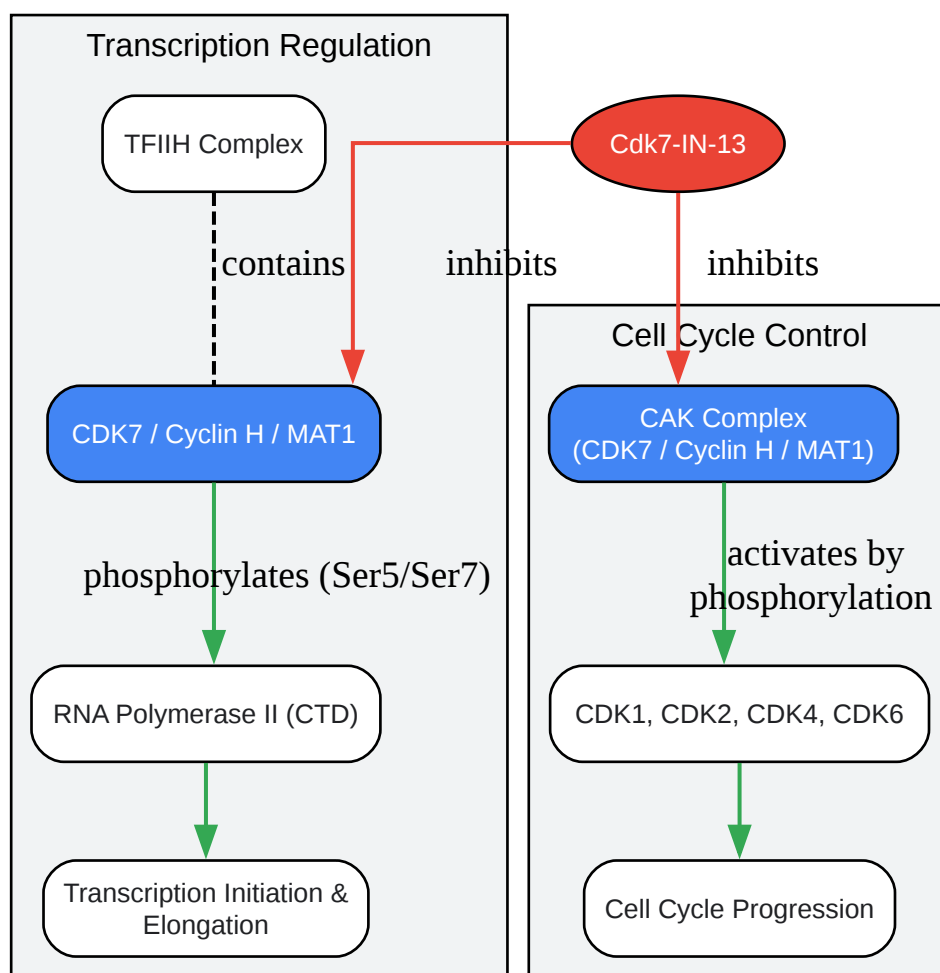 Transcription Regulation
TFIIH Complex
Cdk7-IN-13
contains
inhibits
inhibits
Cell Cycle Control
CDK7 / Cyclin H / MAT1
CAK Complex
(CDK7 / Cyclin H / MAT1)
phosphorylates (Ser5/Ser7)
activates by
phosphorylation
RNA Polymerase II (CTD)
CDK1, CDK2, CDK4, CDK6
Transcription Initiation &
Elongation
Cell Cycle Progression